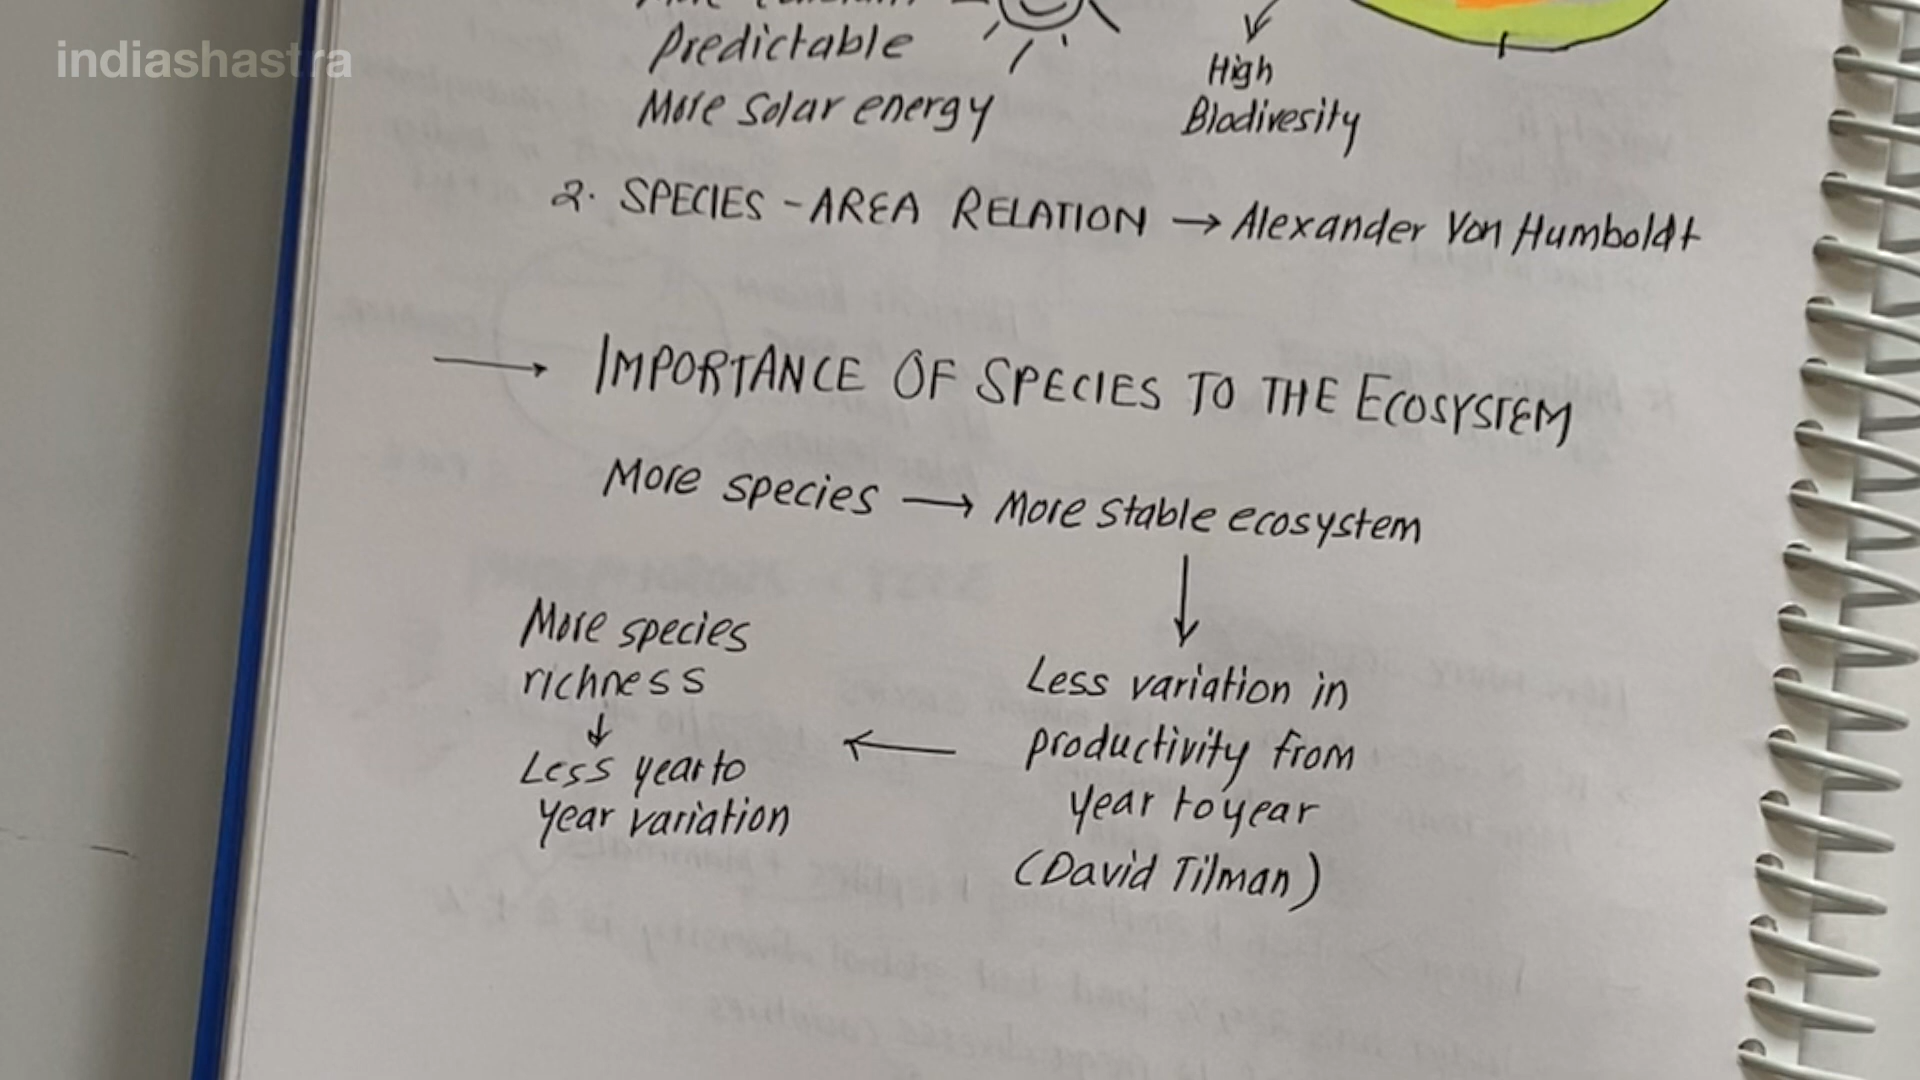 indiashastra
Predictable
More solar energy
High
Biodivesity
2. SPECIES - AREA RELATION → Alexander Von Humboldt
→ IMPORTANCE OF SPECIES TO THE ECOSYSTEM
More species → More stable ecosystem
↓
Less variation in
productivity from
year to year
(David Tilman)
←
More species
richness
↓
Less year to
year variation